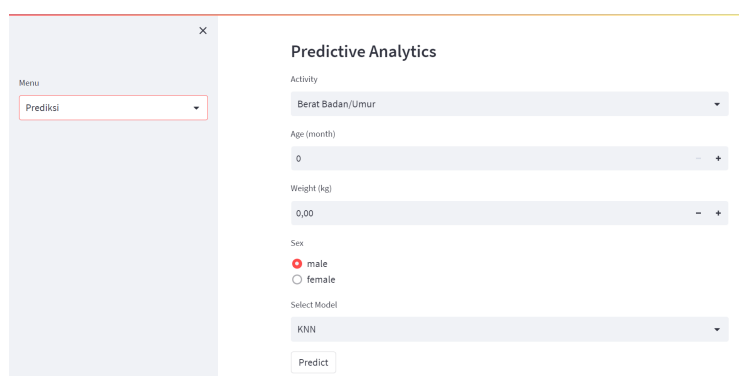 Menu
Prediksi
Predictive Analytics
Activity
Berat Badan/Umur
Age (month)
0
Weight (kg)
0,00
Sex
male
female
Select Model
KNN
Predict